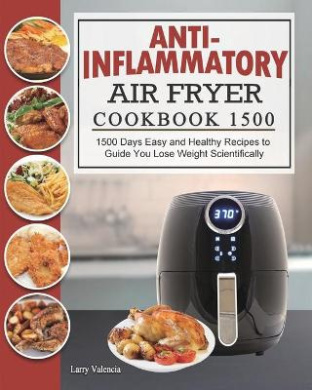 ANTI-
INFLAMMATORY
AIR FRYER
COOKBOOK 1500
1500 Days Easy and Healthy Recipes to
Guide You Lose Weight Scientifically
370°
Larry Valencia